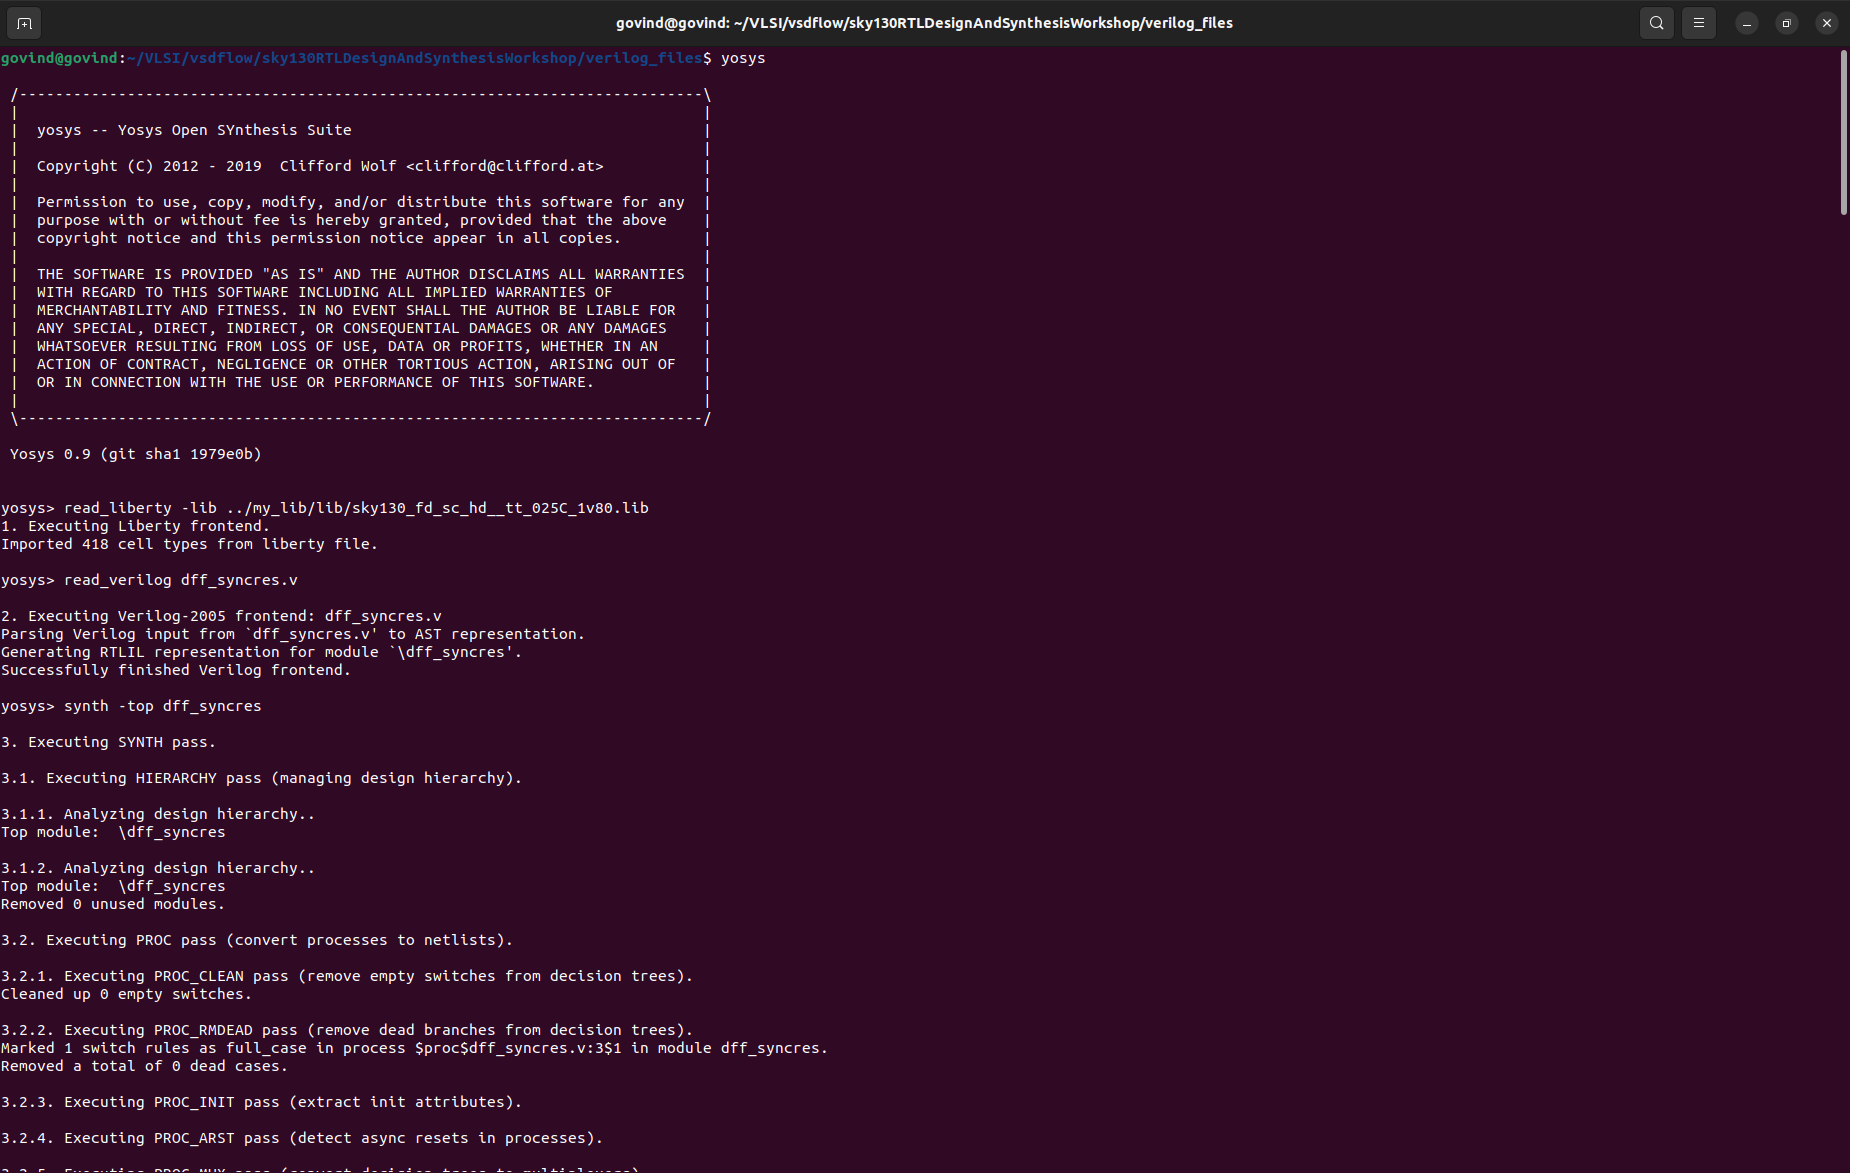 govind@govind: ~/VLSI/vsdflow/sky130RTLDesignAndSynthesisWorkshop/verilog_files
govind@govind:~/VLSI/vsdflow/sky130RTLDesignAndSynthesisWorkshop/verilog_files$ yosys
/----------------------------------------------------------------------------\
|                                                                            |
|  yosys -- Yosys Open SYnthesis Suite                                       |
|                                                                            |
|  Copyright (C) 2012 - 2019  Clifford Wolf <clifford@clifford.at>           |
|                                                                            |
|  Permission to use, copy, modify, and/or distribute this software for any  |
|  purpose with or without fee is hereby granted, provided that the above    |
|  copyright notice and this permission notice appear in all copies.         |
|                                                                            |
|  THE SOFTWARE IS PROVIDED "AS IS" AND THE AUTHOR DISCLAIMS ALL WARRANTIES  |
|  WITH REGARD TO THIS SOFTWARE INCLUDING ALL IMPLIED WARRANTIES OF          |
|  MERCHANTABILITY AND FITNESS. IN NO EVENT SHALL THE AUTHOR BE LIABLE FOR   |
|  ANY SPECIAL, DIRECT, INDIRECT, OR CONSEQUENTIAL DAMAGES OR ANY DAMAGES    |
|  WHATSOEVER RESULTING FROM LOSS OF USE, DATA OR PROFITS, WHETHER IN AN     |
|  ACTION OF CONTRACT, NEGLIGENCE OR OTHER TORTIOUS ACTION, ARISING OUT OF   |
|  OR IN CONNECTION WITH THE USE OR PERFORMANCE OF THIS SOFTWARE.            |
|                                                                            |
\----------------------------------------------------------------------------/
Yosys 0.9 (git sha1 1979e0b)
yosys> read_liberty -lib ../my_lib/lib/sky130_fd_sc_hd__tt_025C_1v80.lib
1. Executing Liberty frontend.
Imported 418 cell types from liberty file.
yosys> read_verilog dff_syncres.v
2. Executing Verilog-2005 frontend: dff_syncres.v
Parsing Verilog input from `dff_syncres.v' to AST representation.
Generating RTLIL representation for module `\dff_syncres'.
Successfully finished Verilog frontend.
yosys> synth -top dff_syncres
3. Executing SYNTH pass.
3.1. Executing HIERARCHY pass (managing design hierarchy).
3.1.1. Analyzing design hierarchy..
Top module:  \dff_syncres
3.1.2. Analyzing design hierarchy..
Top module:  \dff_syncres
Removed 0 unused modules.
3.2. Executing PROC pass (convert processes to netlists).
3.2.1. Executing PROC_CLEAN pass (remove empty switches from decision trees).
Cleaned up 0 empty switches.
3.2.2. Executing PROC_RMDEAD pass (remove dead branches from decision trees).
Marked 1 switch rules as full_case in process $proc$dff_syncres.v:3$1 in module dff_syncres.
Removed a total of 0 dead cases.
3.2.3. Executing PROC_INIT pass (extract init attributes).
3.2.4. Executing PROC_ARST pass (detect async resets in processes).
3.2.5. Executing PROC_MUX pass (convert decision trees to multiplexers).